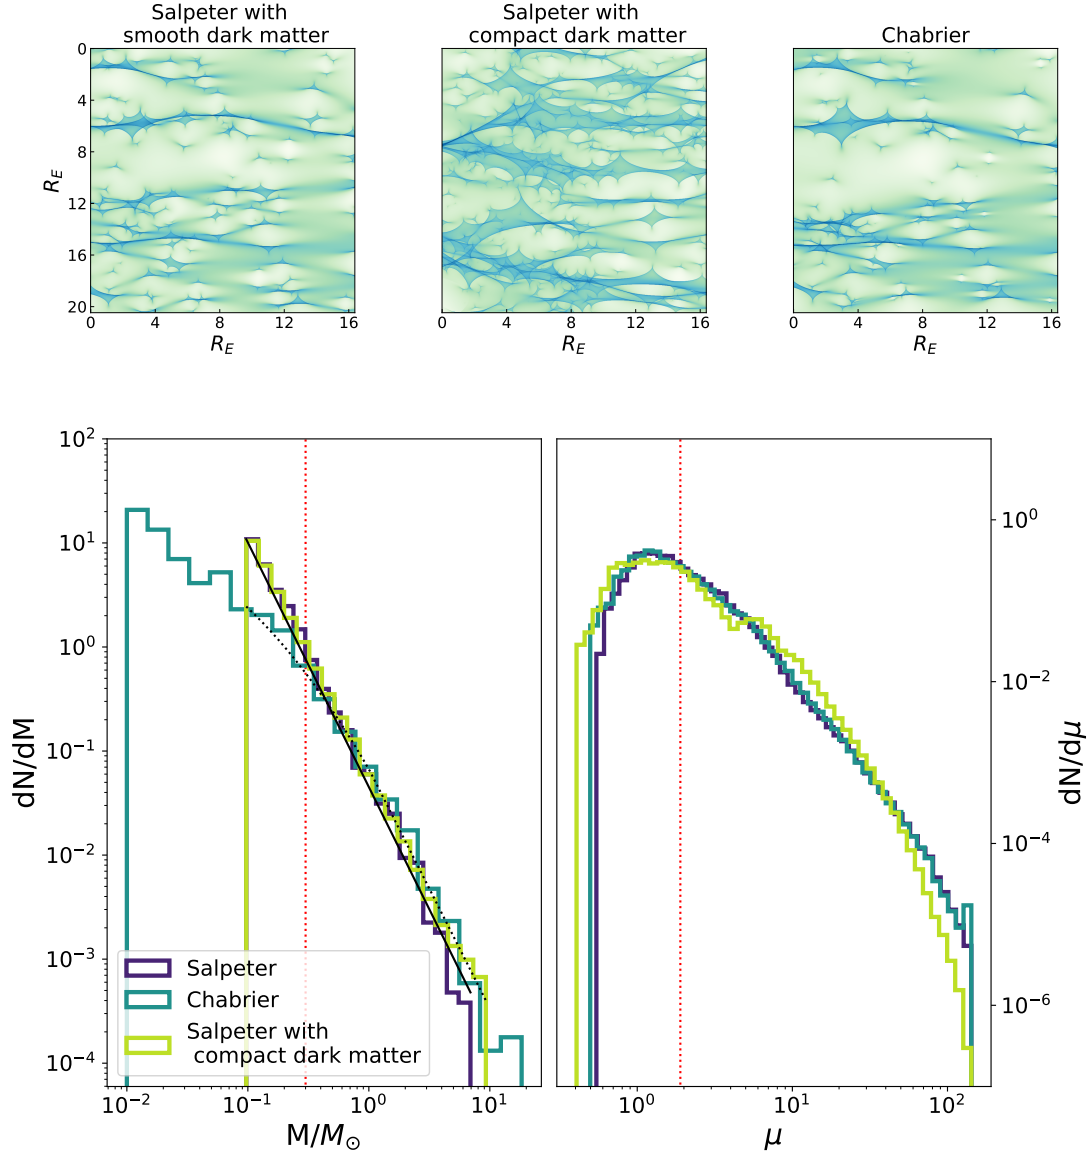 Salpeter with
smooth dark matter
Salpeter with
compact dark matter
Chabrier
0
4
8
12
16
20
R_E
0 4 8 12 16
R_E
0 4 8 12 16
R_E
0 4 8 12 16
R_E
10^2
10^1
10^0
10^-1
10^-2
10^-3
10^-4
dN/dM
Salpeter
Chabrier
Salpeter with
compact dark matter
10^-2 10^-1 10^0 10^1
M/M_⊙
10^0
10^-2
10^-4
10^-6
dN/dμ
10^0 10^1 10^2
μ